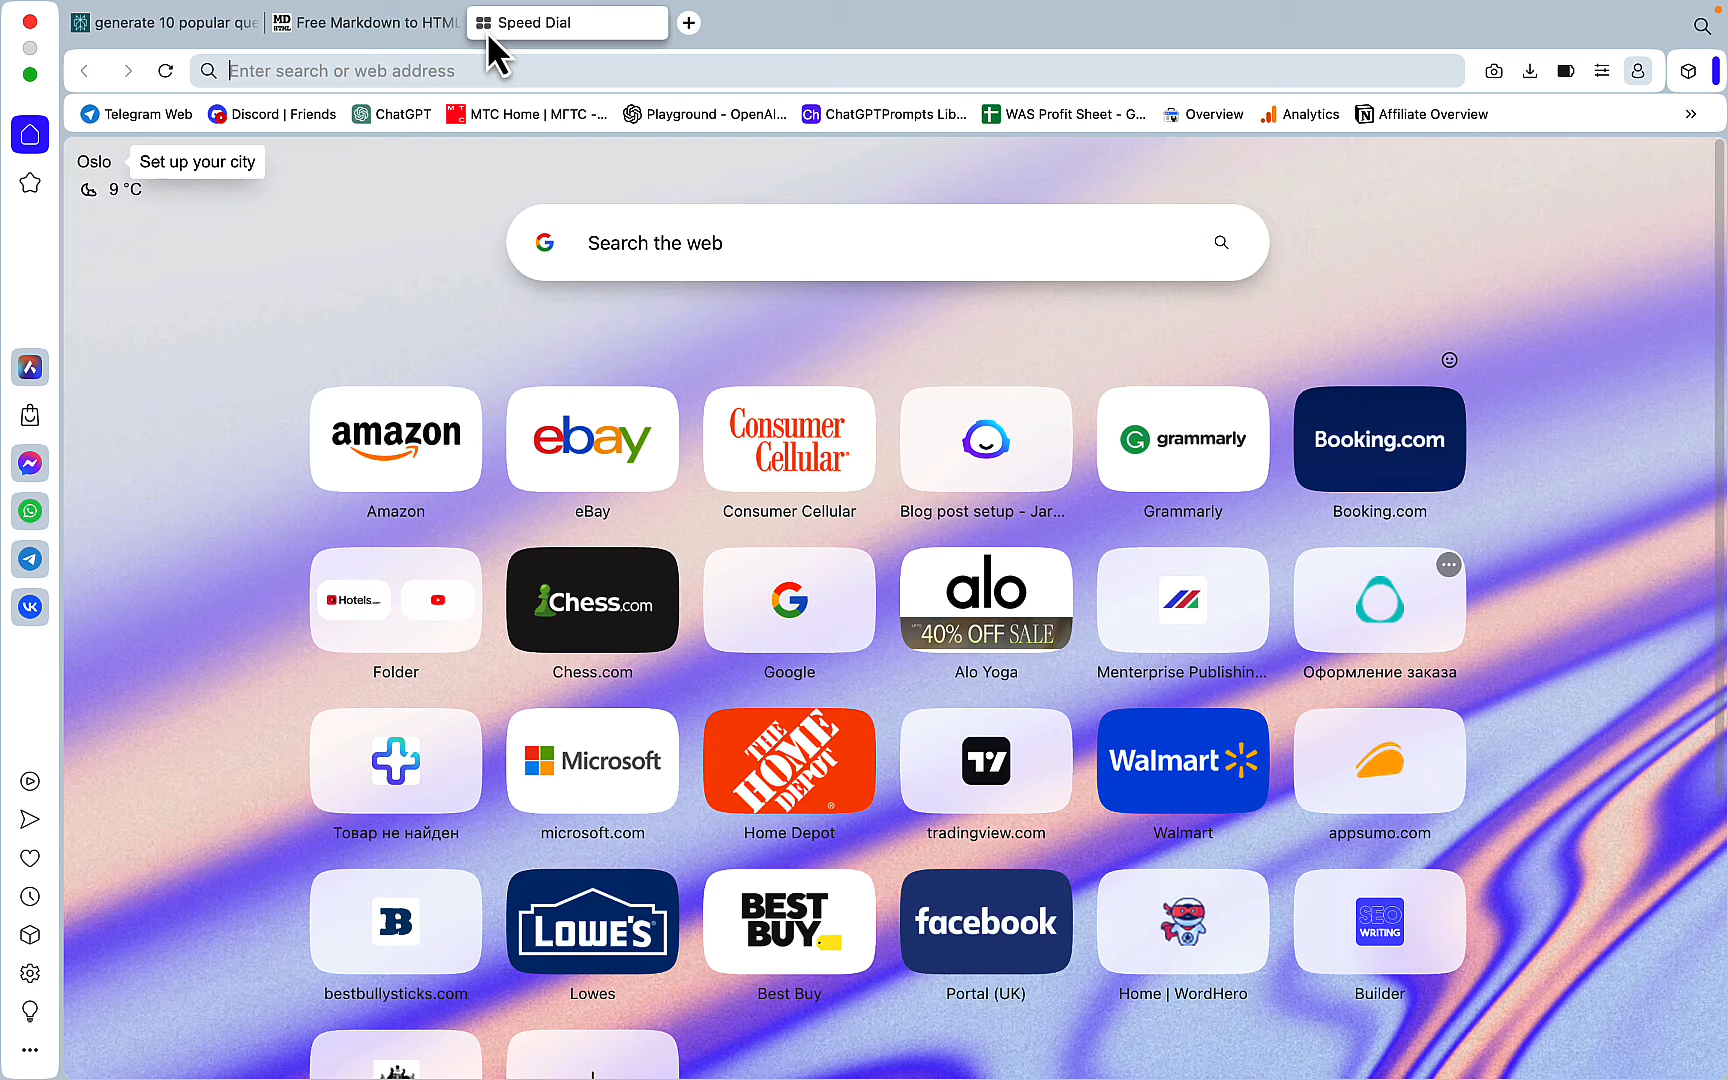 generate 10 popular que
Free Markdown to HTML
Speed Dial
Enter search or web address
Telegram Web
Discord | Friends
ChatGPT
МТС Home | МГТС -...
Playground - OpenAI...
ChatGPTPrompts Lib...
WAS Profit Sheet - G...
Overview
Analytics
Affiliate Overview
Oslo
Set up your city
9 °C
Search the web
amazon
ebay
Consumer
Cellular
grammarly
Booking.com
Amazon
eBay
Consumer Cellular
Blog post setup - Jar...
Grammarly
Booking.com
Hotels....
Chess.com
alo
UP TO 40% OFF SALE
Folder
Chess.com
Google
Alo Yoga
Menterprise Publishin...
Оформление заказа
Microsoft
THE
HOME
DEPOT
Walmart
Товар не найден
microsoft.com
Home Depot
tradingview.com
Walmart
appsumo.com
B
LOWE'S
BEST
BUY
facebook
SEO
WRITING
bestbullysticks.com
Lowes
Best Buy
Portal (UK)
Home | WordHero
Builder